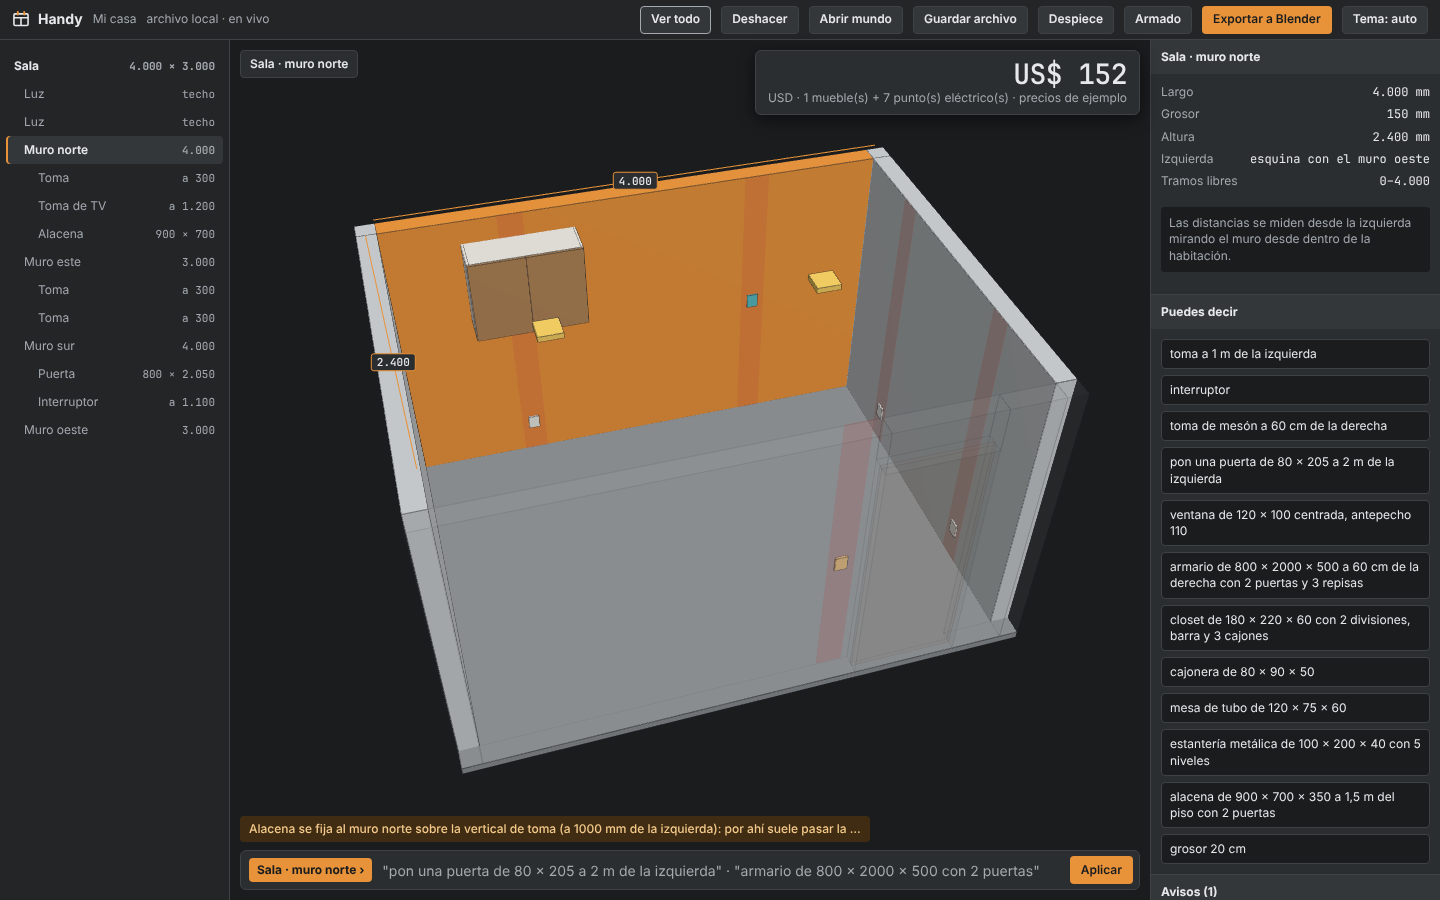 Handy Mi casa archivo local · en vivo
Ver todo Deshacer Abrir mundo Guardar archivo Despiece Armado Exportar a Blender Tema: auto
Sala 4.000 × 3.000
Luz techo
Luz techo
Muro norte 4.000
Toma a 300
Toma de TV a 1.200
Alacena 900 × 700
Muro este 3.000
Toma a 300
Toma a 300
Muro sur 4.000
Puerta 800 × 2.050
Interruptor a 1.100
Muro oeste 3.000
Sala · muro norte
US$ 152
USD · 1 mueble(s) + 7 punto(s) eléctrico(s) · precios de ejemplo
4.000
2.400
Alacena se fija al muro norte sobre la vertical de toma (a 1000 mm de la izquierda): por ahí suele pasar la ...
Sala · muro norte › "pon una puerta de 80 × 205 a 2 m de la izquierda" · "armario de 800 × 2000 × 500 con 2 puertas" Aplicar
Sala · muro norte
Largo 4.000 mm
Grosor 150 mm
Altura 2.400 mm
Izquierda esquina con el muro oeste
Tramos libres 0–4.000
Las distancias se miden desde la izquierda
mirando el muro desde dentro de la
habitación.
Puedes decir
toma a 1 m de la izquierda
interruptor
toma de mesón a 60 cm de la derecha
pon una puerta de 80 × 205 a 2 m de la
izquierda
ventana de 120 × 100 centrada, antepecho
110
armario de 800 × 2000 × 500 a 60 cm de la
derecha con 2 puertas y 3 repisas
closet de 180 × 220 × 60 con 2 divisiones,
barra y 3 cajones
cajonera de 80 × 90 × 50
mesa de tubo de 120 × 75 × 60
estantería metálica de 100 × 200 × 40 con 5
niveles
alacena de 900 × 700 × 350 a 1,5 m del
piso con 2 puertas
grosor 20 cm
Avisos (1)